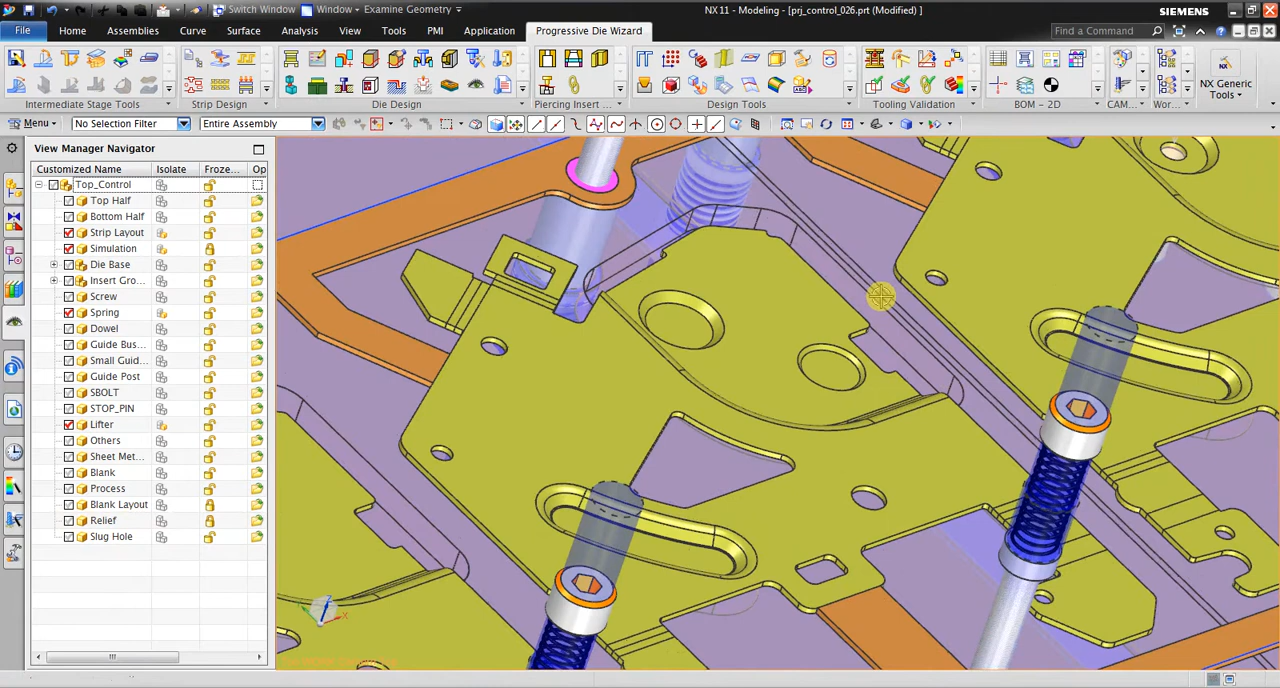 Switch Window Window Examine Geometry NX 11 - Modeling - [prj_control_026.prt (Modified) ] SIEMENS
File Home Assemblies Curve Surface Analysis View Tools PMI Application Progressive Die Wizard Find a Command
NX Generic
Tools
Intermediate Stage Tools Strip Design Die Design Piercing Insert ... Design Tools Tooling Validation BOM - 2D CAM... Wor...
Menu No Selection Filter Entire Assembly
View Manager Navigator
Customized Name Isolate Froze... Op
Top_Control
Top Half
Bottom Half
Strip Layout
Simulation
Die Base
Insert Gro...
Screw
Spring
Dowel
Guide Bus...
Small Guid...
Guide Post
SBOLT
STOP_PIN
Lifter
Others
Sheet Met...
Blank
Process
Blank Layout
Relief
Slug Hole